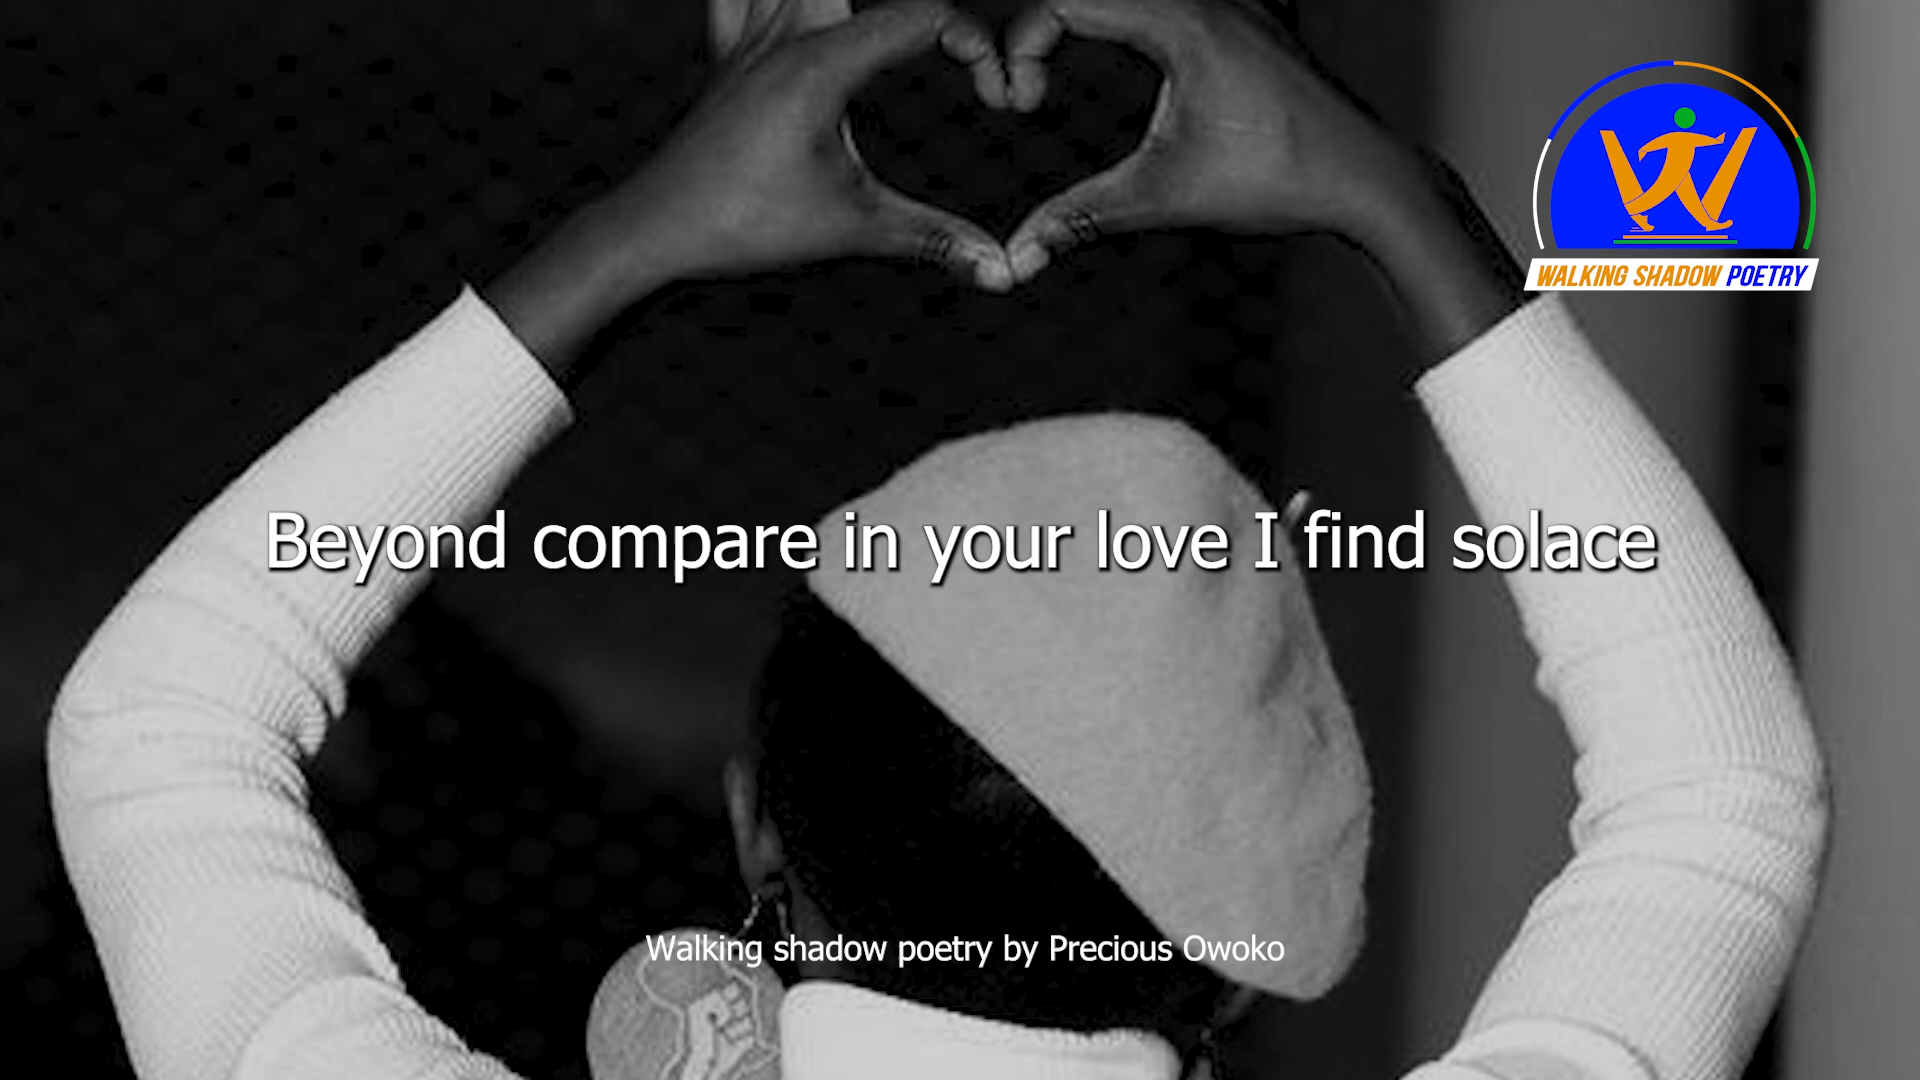 WALKING SHADOW POETRY
Beyond compare in your love I find solace
Walking shadow poetry by Precious Owoko